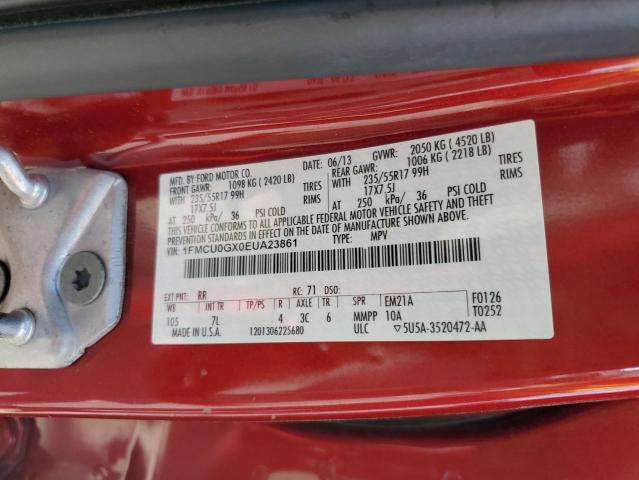 MFD. BY FORD MOTOR CO.
06/13 GVWR: 2050 KG ( 4520 LB)
FRONT GAWR: 1098 KG ( 2420 LB) REAR GAWR: 1006 KG ( 2218 LB)
235/55R17 99H TIRES 235/55R17 99H TIRES
17X7.5J RIMS 17X7.5J RIMS
AT 250 kPa/ 36 PSI COLD AT 250 kPa/ 36 PSI COLD
THIS VEHICLE CONFORMS TO ALL APPLICABLE FEDERAL MOTOR VEHICLE SAFETY AND THEFT
PREVENTION STANDARDS IN EFFECT ON THE DATE OF MANUFACTURE SHOWN ABOVE.
VIN: 1FMCU0GX0EUA23861 TYPE: MPV
EXT PNT: RR RC: 71 DSO:
WB INT TR TP/PS R AXLE TR SPR EM21A F0126
105 7L 4 3C 6 MMPP 10A T0252
MADE IN U.S.A. 1201306225680 ULC 5U5A-3520472-AA